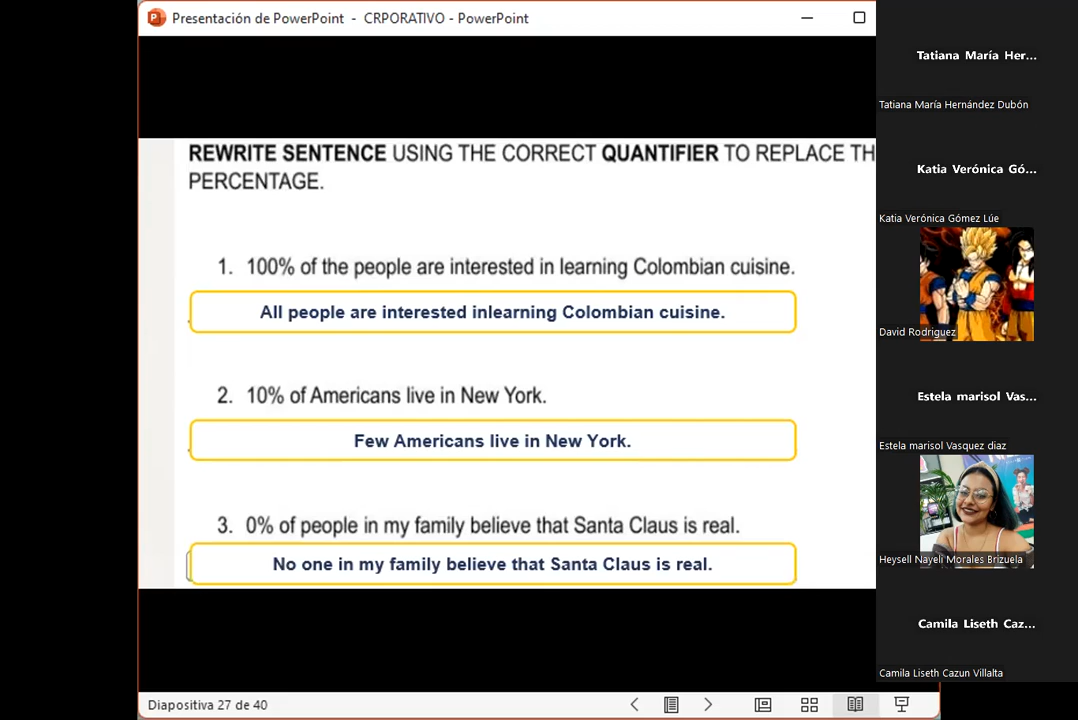 Presentación de PowerPoint - CRPORATIVO - PowerPoint
REWRITE SENTENCE USING THE CORRECT QUANTIFIER TO REPLACE TH
PERCENTAGE.
1. 100% of the people are interested in learning Colombian cuisine.
All people are interested inlearning Colombian cuisine.
2. 10% of Americans live in New York.
Few Americans live in New York.
3. 0% of people in my family believe that Santa Claus is real.
No one in my family believe that Santa Claus is real.
Diapositiva 27 de 40
Tatiana María Her...
Tatiana María Hernández Dubón
Katia Verónica Gó...
Katia Verónica Gómez Lúe
David Rodriguez
Estela marisol Vas...
Estela marisol Vasquez diaz
Heysell Nayeli Morales Brizuela
Camila Liseth Caz...
Camila Liseth Cazun Villalta